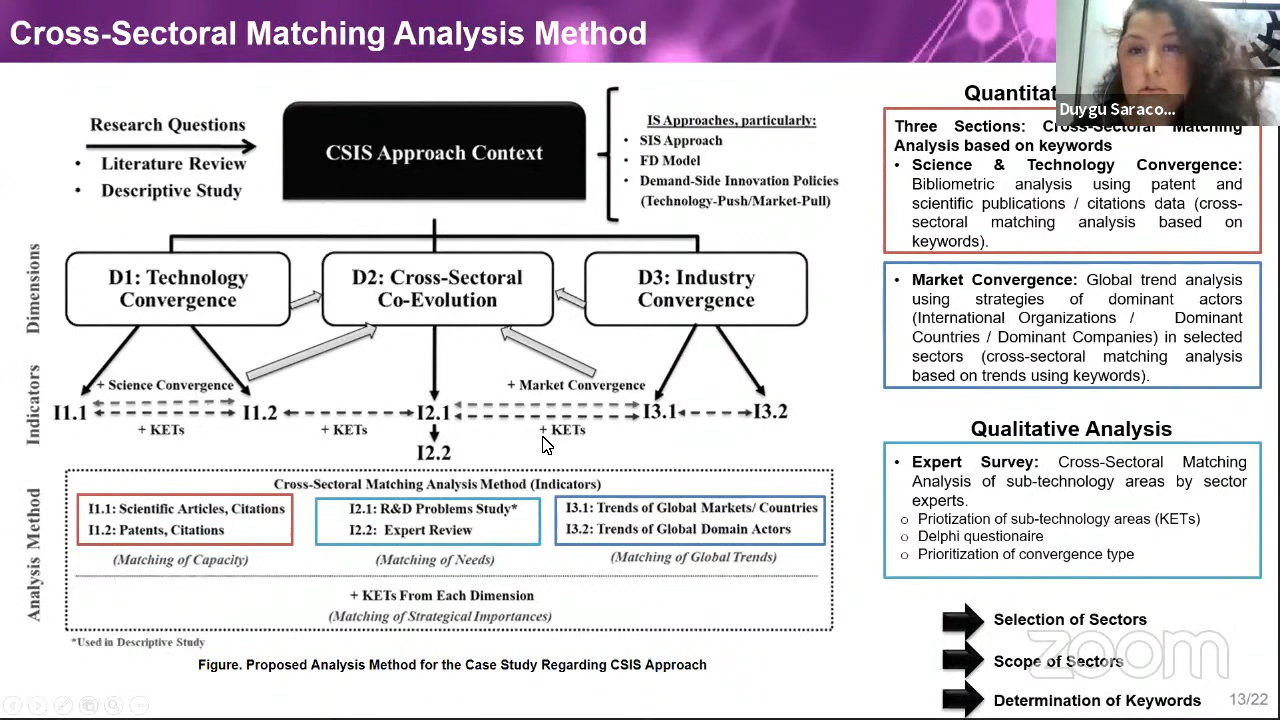 Cross-Sectoral Matching Analysis Method
Research Questions
• Literature Review
• Descriptive Study
CSIS Approach Context
IS Approaches, particularly:
• SIS Approach
• FD Model
• Demand-Side Innovation Policies
(Technology-Push/Market-Pull)
Dimensions
D1: Technology
Convergence
D2: Cross-Sectoral
Co-Evolution
D3: Industry
Convergence
Indicators
+ Science Convergence
+ Market Convergence
I1.1
I1.2
I2.1
I3.1
I3.2
+ KETs
+ KETs
+ KETs
I2.2
Analysis Method
Cross-Sectoral Matching Analysis Method (Indicators)
I1.1: Scientific Articles, Citations
I1.2: Patents, Citations
I2.1: R&D Problems Study*
I2.2: Expert Review
I3.1: Trends of Global Markets/ Countries
I3.2: Trends of Global Domain Actors
(Matching of Capacity)
(Matching of Needs)
(Matching of Global Trends)
+ KETs From Each Dimension
(Matching of Strategical Importances)
*Used in Descriptive Study
Figure. Proposed Analysis Method for the Case Study Regarding CSIS Approach
Duygu Saraco...
Three Sections: Cross-Sectoral Matching
Analysis based on keywords
• Science & Technology Convergence:
Bibliometric analysis using patent and
scientific publications / citations data (cross-
sectoral matching analysis based on
keywords).
• Market Convergence: Global trend analysis
using strategies of dominant actors
(International Organizations / Dominant
Countries / Dominant Companies) in selected
sectors (cross-sectoral matching analysis
based on trends using keywords).
Qualitative Analysis
• Expert Survey: Cross-Sectoral Matching
Analysis of sub-technology areas by sector
experts.
o Priotization of sub-technology areas (KETs)
o Delphi questionaire
o Prioritization of convergence type
Selection of Sectors
Scope of Sectors
Determination of Keywords
zoom
13/22